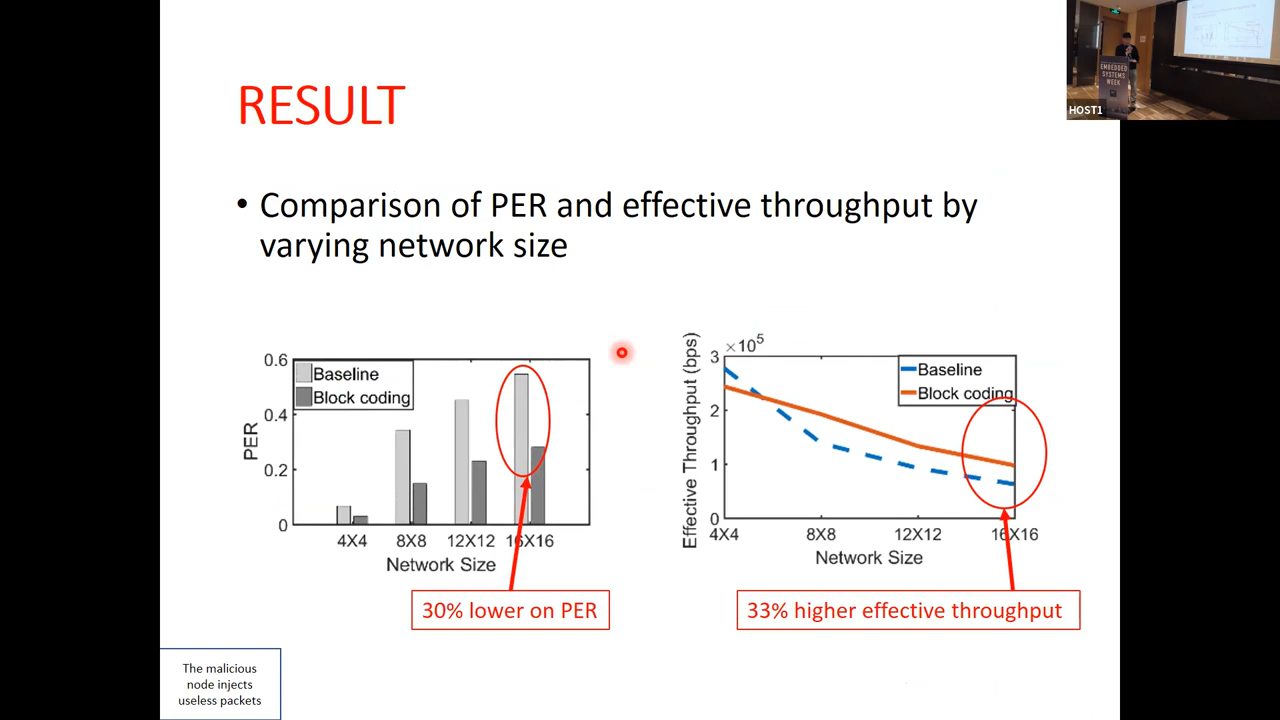 EMBEDDED
SYSTEMS
WEEK
HOST1
RESULT
• Comparison of PER and effective throughput by
varying network size
0.6
0.4
0.2
0
PER
Baseline
Block coding
4X4 8X8 12X12 16X16
Network Size
30% lower on PER
×10⁵
3
2
1
0
Effective Throughput (bps)
Baseline
Block coding
4X4 8X8 12X12 16X16
Network Size
33% higher effective throughput
The malicious
node injects
useless packets